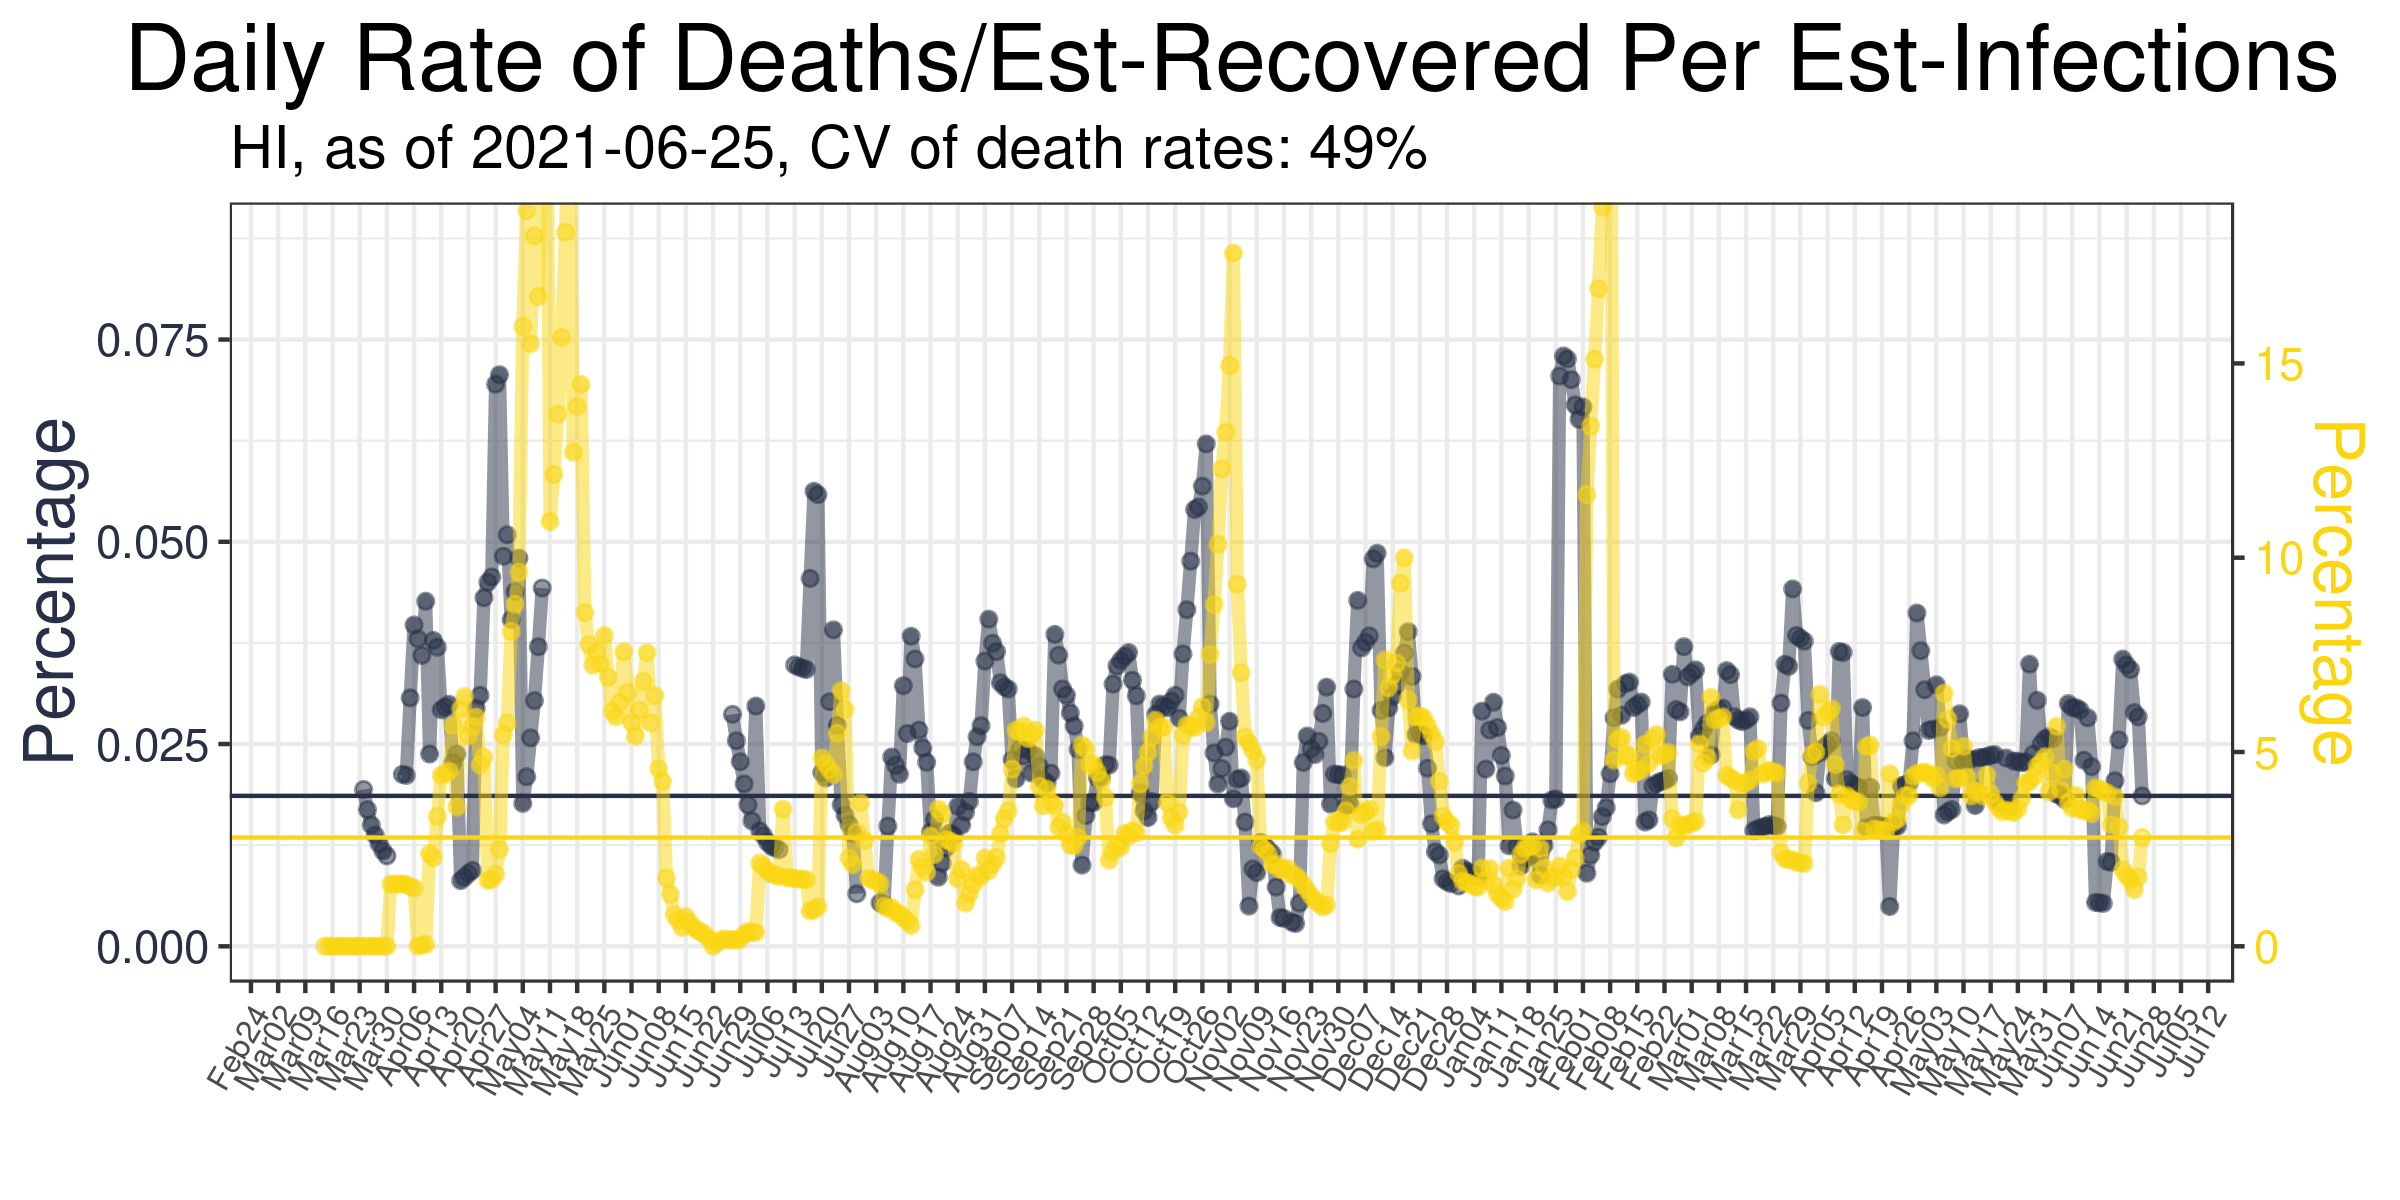 Daily Rate of Deaths/Est-Recovered Per Est-Infections
HI, as of 2021-06-25, CV of death rates: 49%
Percentage
0.075
0.050
0.025
0.000
15
10
5
0
Percentage
Feb24
Mar02
Mar09
Mar16
Mar23
Mar30
Apr06
Apr13
Apr20
Apr27
May04
May11
May18
May25
Jun01
Jun08
Jun15
Jun22
Jun29
Jul06
Jul13
Jul20
Jul27
Aug03
Aug10
Aug17
Aug24
Aug31
Sep07
Sep14
Sep21
Sep28
Oct05
Oct12
Oct19
Oct26
Nov02
Nov09
Nov16
Nov23
Nov30
Dec07
Dec14
Dec21
Dec28
Jan04
Jan11
Jan18
Jan25
Feb01
Feb08
Feb15
Feb22
Mar01
Mar08
Mar15
Mar22
Mar29
Apr05
Apr12
Apr19
Apr26
May03
May10
May17
May24
May31
Jun07
Jun14
Jun21
Jun28
Jul05
Jul12